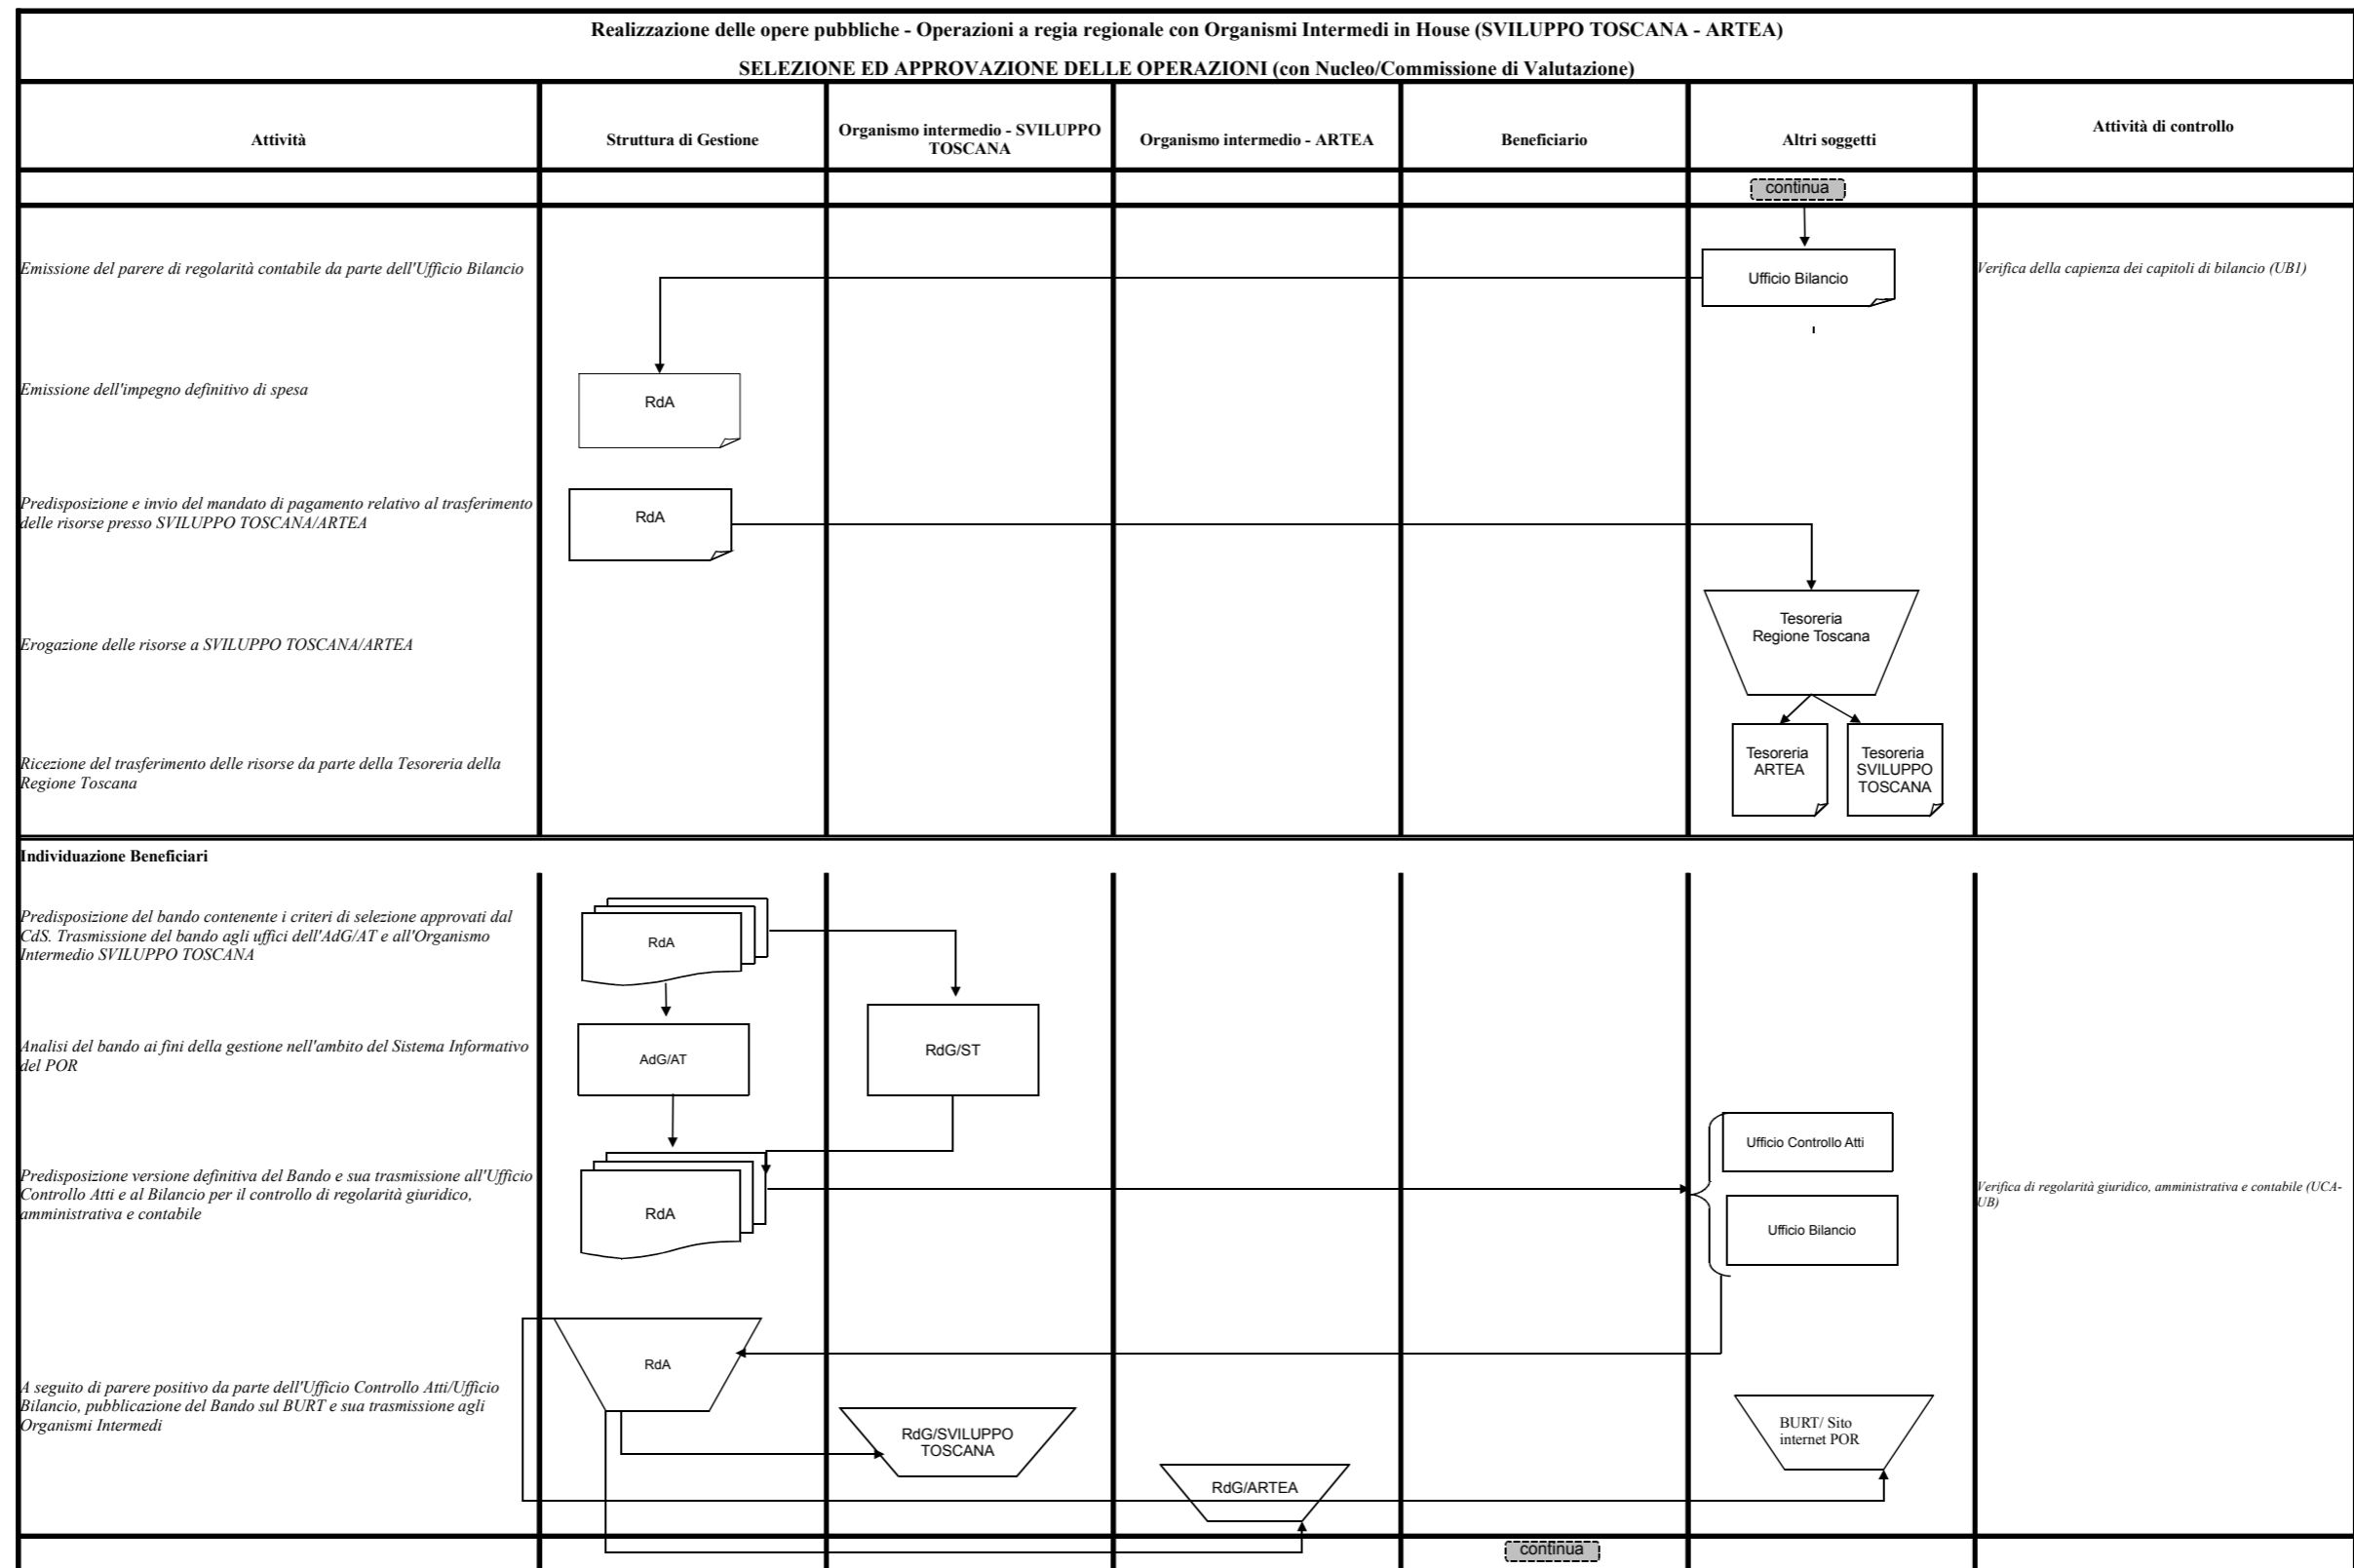 Realizzazione delle opere pubbliche - Operazioni a regia regionale con Organismi Intermedi in House (SVILUPPO TOSCANA - ARTEA)
SELEZIONE ED APPROVAZIONE DELLE OPERAZIONI (con Nucleo/Commissione di Valutazione)
Attività
Struttura di Gestione
Organismo intermedio - SVILUPPO
TOSCANA
Organismo intermedio - ARTEA
Beneficiario
Altri soggetti
Attività di controllo
continua
Emissione del parere di regolarità contabile da parte dell'Ufficio Bilancio
Ufficio Bilancio
Verifica della capienza dei capitoli di bilancio (UB1)
Emissione dell'impegno definitivo di spesa
RdA
Predisposizione e invio del mandato di pagamento relativo al trasferimento
delle risorse presso SVILUPPO TOSCANA/ARTEA
RdA
Erogazione delle risorse a SVILUPPO TOSCANA/ARTEA
Tesoreria
Regione Toscana
Ricezione del trasferimento delle risorse da parte della Tesoreria della
Regione Toscana
Tesoreria
ARTEA
Tesoreria
SVILUPPO
TOSCANA
Individuazione Beneficiari
Predisposizione del bando contenente i criteri di selezione approvati dal
CdS. Trasmissione del bando agli uffici dell'AdG/AT e all'Organismo
Intermedio SVILUPPO TOSCANA
RdA
Analisi del bando ai fini della gestione nell'ambito del Sistema Informativo
del POR
AdG/AT
RdG/ST
Predisposizione versione definitiva del Bando e sua trasmissione all'Ufficio
Controllo Atti e al Bilancio per il controllo di regolarità giuridico,
amministrativa e contabile
RdA
Ufficio Controllo Atti
Ufficio Bilancio
Verifica di regolarità giuridico, amministrativa e contabile (UCA-
UB)
A seguito di parere positivo da parte dell'Ufficio Controllo Atti/Ufficio
Bilancio, pubblicazione del Bando sul BURT e sua trasmissione agli
Organismi Intermedi
RdA
RdG/SVILUPPO
TOSCANA
RdG/ARTEA
BURT/ Sito
internet POR
continua